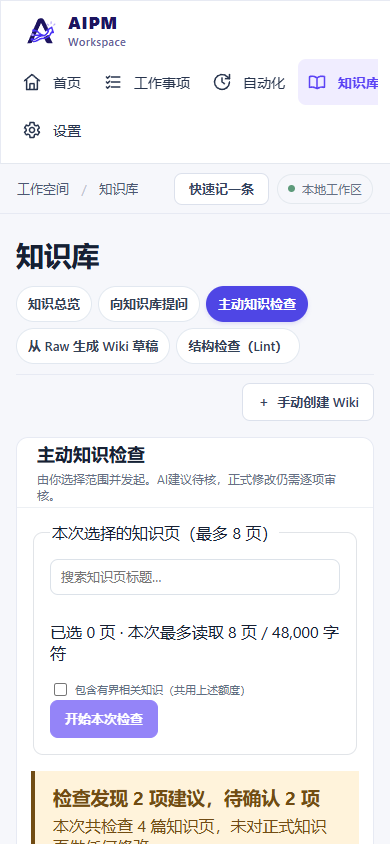 AIPM
Workspace
首页
工作事项
自动化
知识库
设置
工作空间 / 知识库
快速记一条
本地工作区
知识库
知识总览
向知识库提问
主动知识检查
从 Raw 生成 Wiki 草稿
结构检查（Lint）
+ 手动创建 Wiki
主动知识检查
由你选择范围并发起。AI建议待核，正式修改仍需逐项审
核。
本次选择的知识页（最多 8 页）
搜索知识页标题...
已选 0 页 · 本次最多读取 8 页 / 48,000 字
符
包含有界相关知识（共用上述额度）
开始本次检查
检查发现 2 项建议，待确认 2 项
本次共检查 4 篇知识页，未对正式知识
页做任何修改